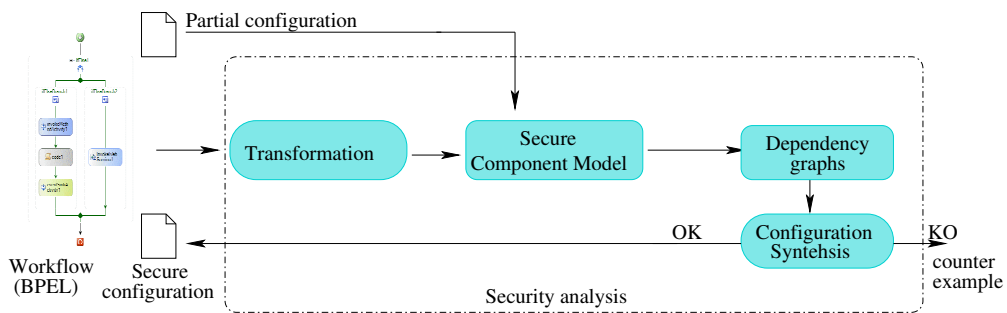 Partial configuration
Transformation
Secure
Component Model
Dependency
graphs
Configuration
Syntehsis
OK
KO
counter
example
Workflow
(BPEL)
Secure
configuration
Security analysis
code1